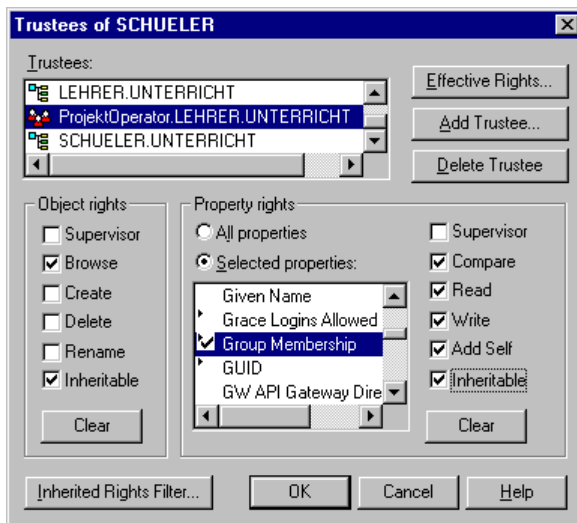 Trustees of SCHUELER
Trustees:
LEHRER.UNTERRICHT
ProjektOperator.LEHRER.UNTERRICHT
SCHUELER.UNTERRICHT
Effective Rights...
Add Trustee...
Delete Trustee
Object rights
Supervisor
Browse
Create
Delete
Rename
Inheritable
Clear
Property rights
All properties
Selected properties:
Given Name
Grace Logins Allowed
Group Membership
GUID
GW API Gateway Dire
Supervisor
Compare
Read
Write
Add Self
Inheritable
Clear
Inherited Rights Filter...
OK
Cancel
Help